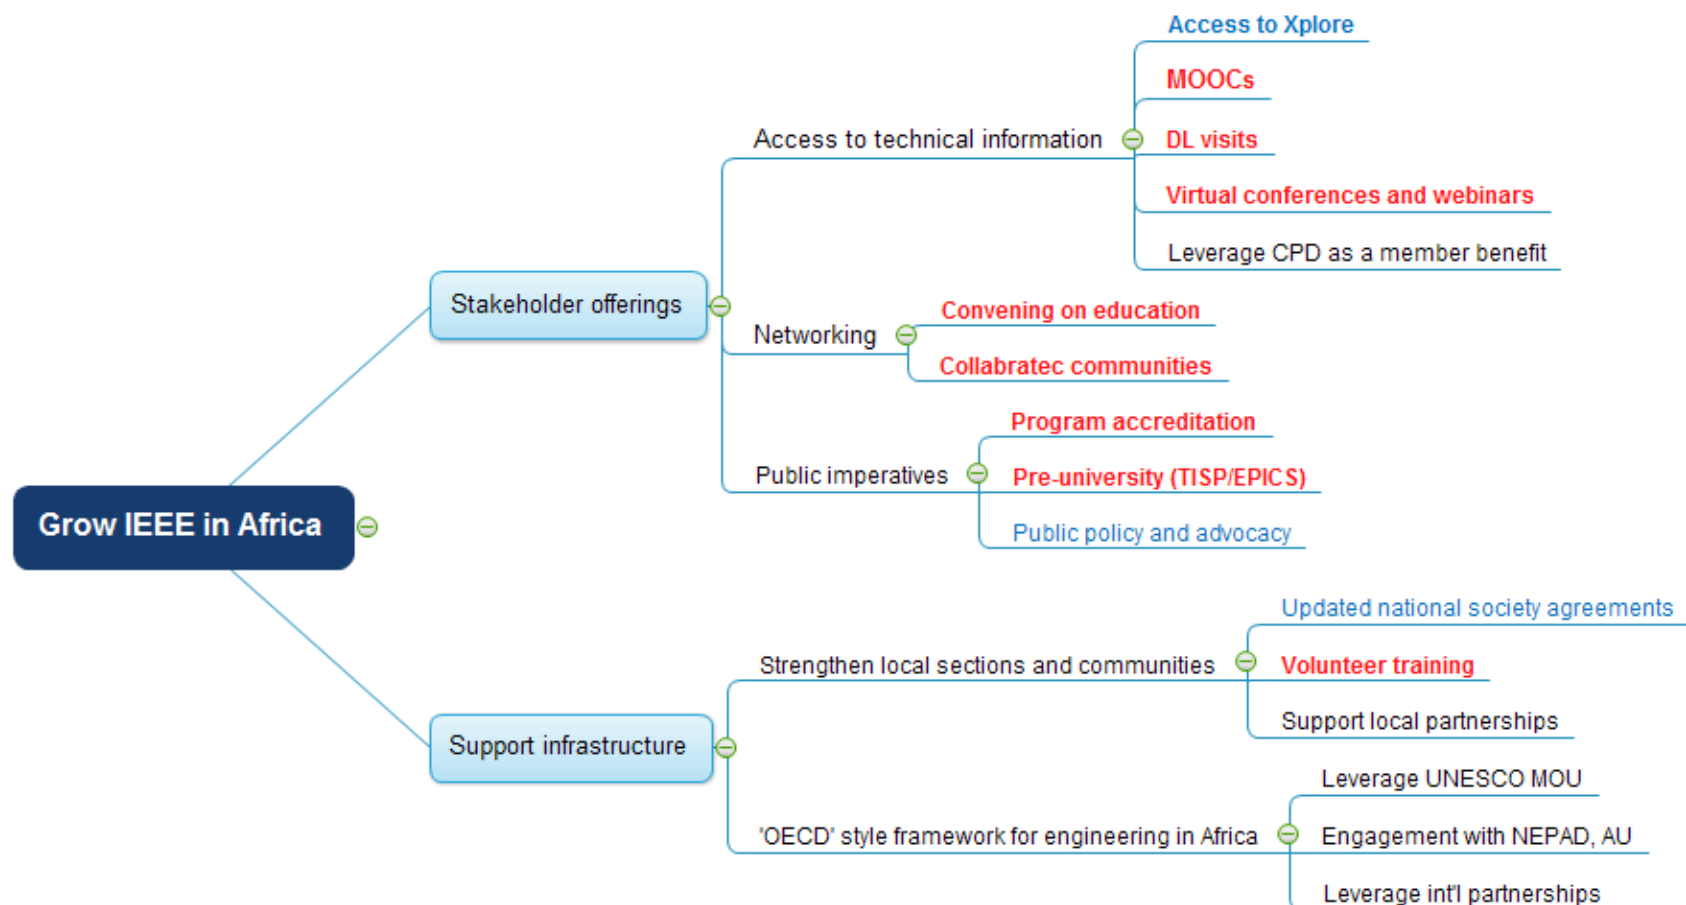 Grow IEEE in Africa
Stakeholder offerings
Access to technical information
Access to Xplore
MOOCs
DL visits
Virtual conferences and webinars
Leverage CPD as a member benefit
Networking
Convening on education
Collabratec communities
Public imperatives
Program accreditation
Pre-university (TISP/EPICS)
Public policy and advocacy
Support infrastructure
Strengthen local sections and communities
Updated national society agreements
Volunteer training
Support local partnerships
'OECD' style framework for engineering in Africa
Leverage UNESCO MOU
Engagement with NEPAD, AU
Leverage int'l partnerships